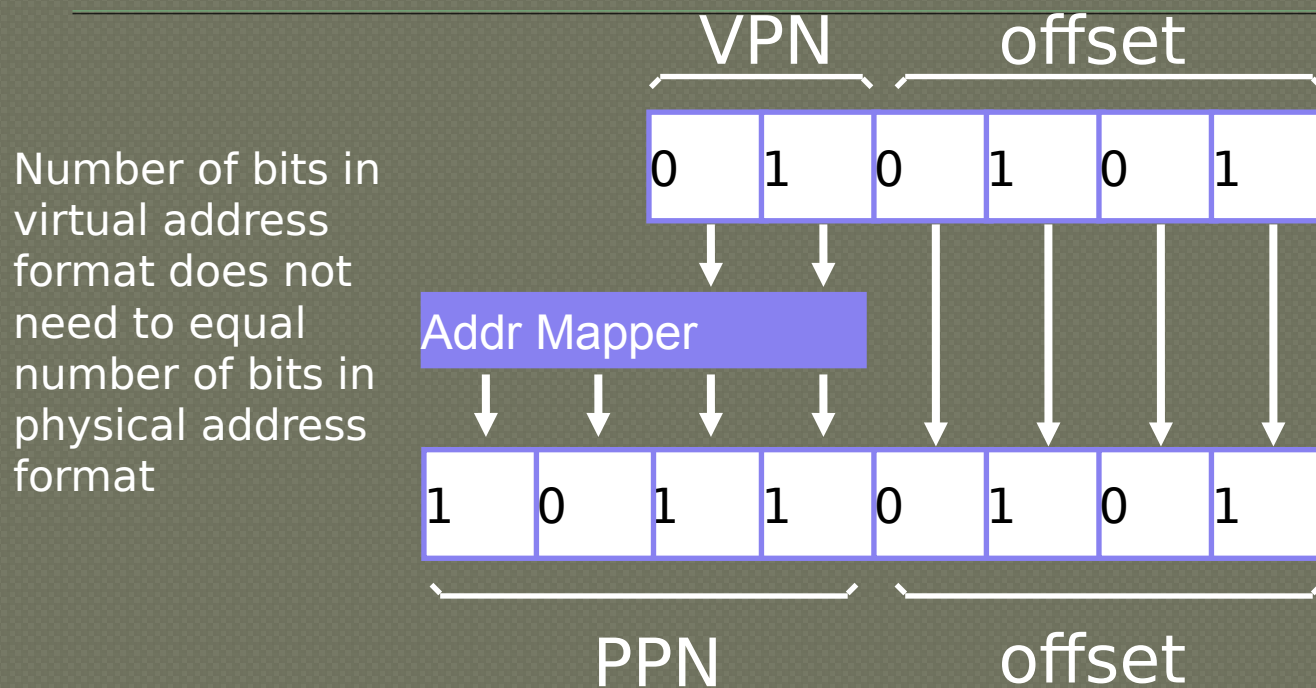 VPN offset
Number of bits in
virtual address
format does not
need to equal
number of bits in
physical address
format
0 1 0 1 0 1
Addr Mapper
1 0 1 1 0 1 0 1
PPN offset